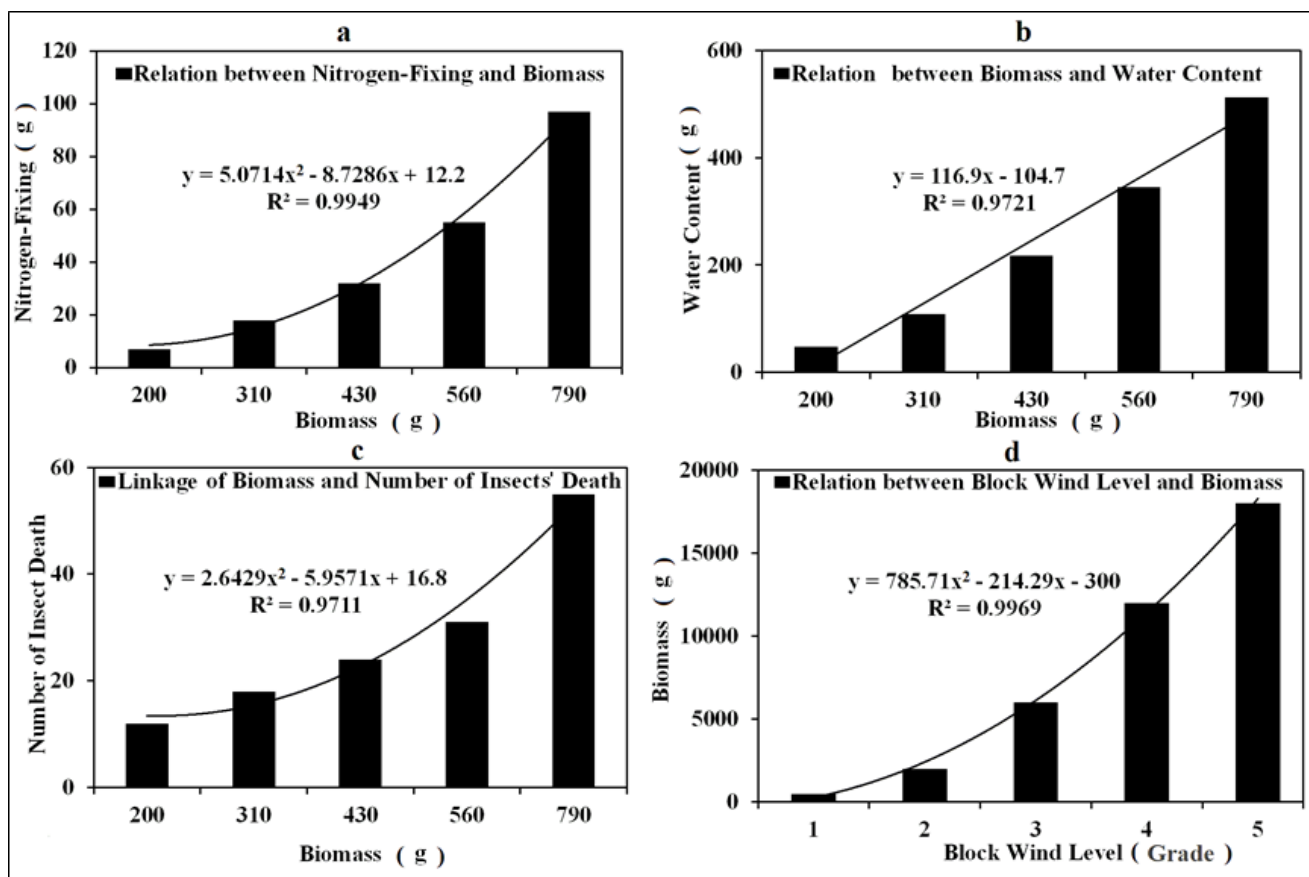 a
120
100
80
60
40
20
0
Nitrogen-Fixing ( g )
Relation between Nitrogen-Fixing and Biomass
y = 5.0714x² - 8.7286x + 12.2
R² = 0.9949
200 310 430 560 790
Biomass ( g )
b
600
400
200
0
Water Content ( g )
Relation between Biomass and Water Content
y = 116.9x - 104.7
R² = 0.9721
200 310 430 560 790
Biomass ( g )
c
60
40
20
0
Number of Insect Death
Linkage of Biomass and Number of Insects' Death
y = 2.6429x² - 5.9571x + 16.8
R² = 0.9711
200 310 430 560 790
Biomass ( g )
d
20000
15000
10000
5000
0
Biomass ( g )
Relation between Block Wind Level and Biomass
y = 785.71x² - 214.29x - 300
R² = 0.9969
1 2 3 4 5
Block Wind Level ( Grade )